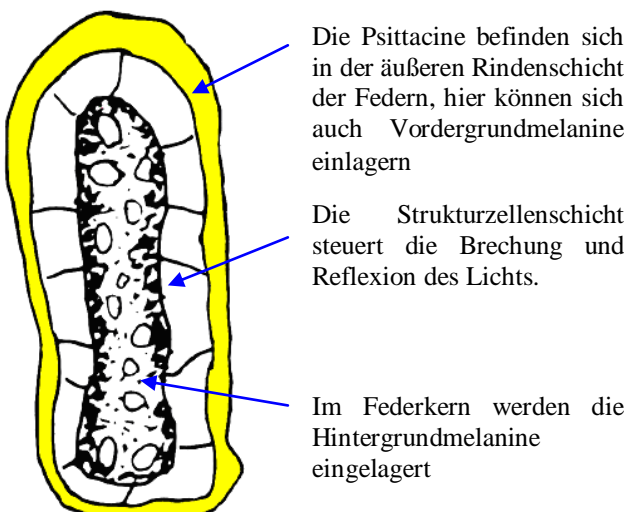 Die Psittacine befinden sich
in der äußeren Rindenschicht
der Federn, hier können sich
auch Vordergrundmelanine
einlagern
Die Strukturzellenschicht
steuert die Brechung und
Reflexion des Lichts.
Im Federkern werden die
Hintergrundmelanine
eingelagert